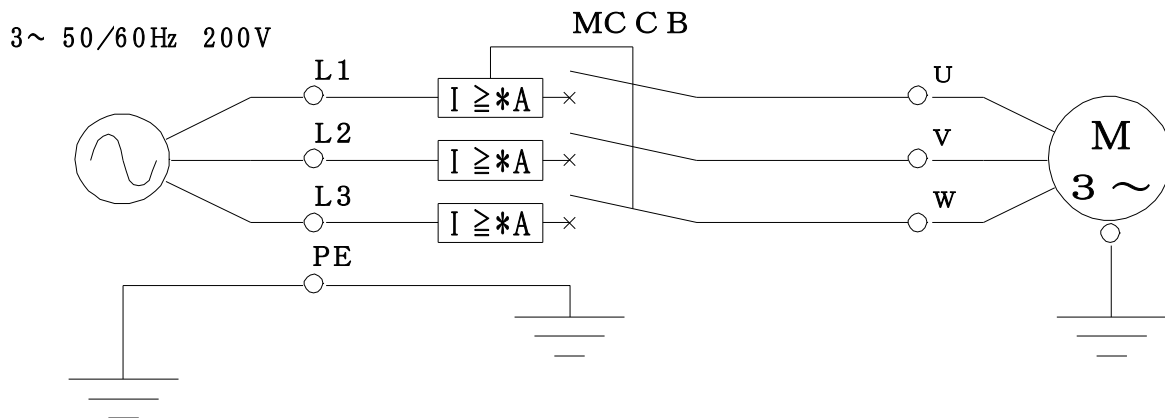 3～ 50/60Hz 200V
MCCB
L1
I ≧*A
U
L2
I ≧*A
V
M
3～
L3
I ≧*A
W
PE